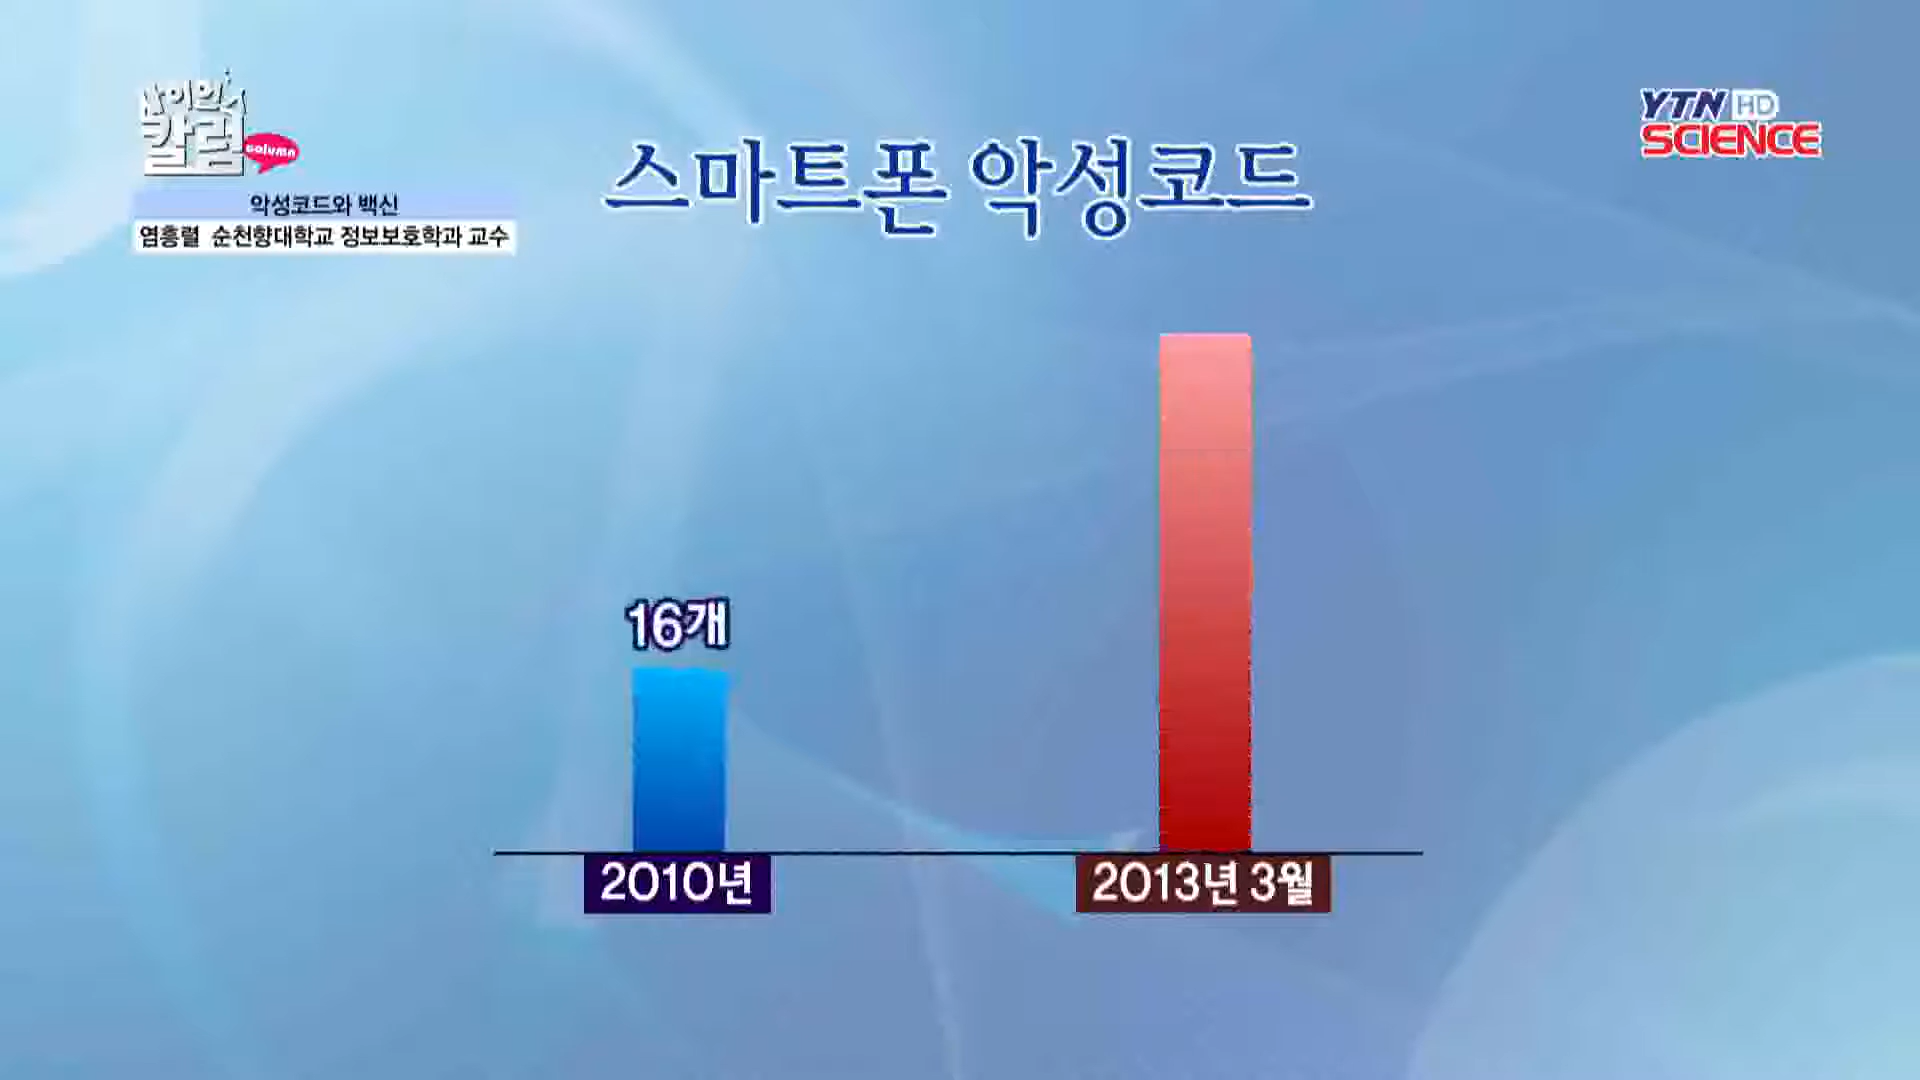 사이언스
칼럼
column
악성코드와 백신
염흥렬 순천향대학교 정보보호학과 교수
스마트폰 악성코드
YTN HD
SCIENCE
16개
2010년
2013년 3월